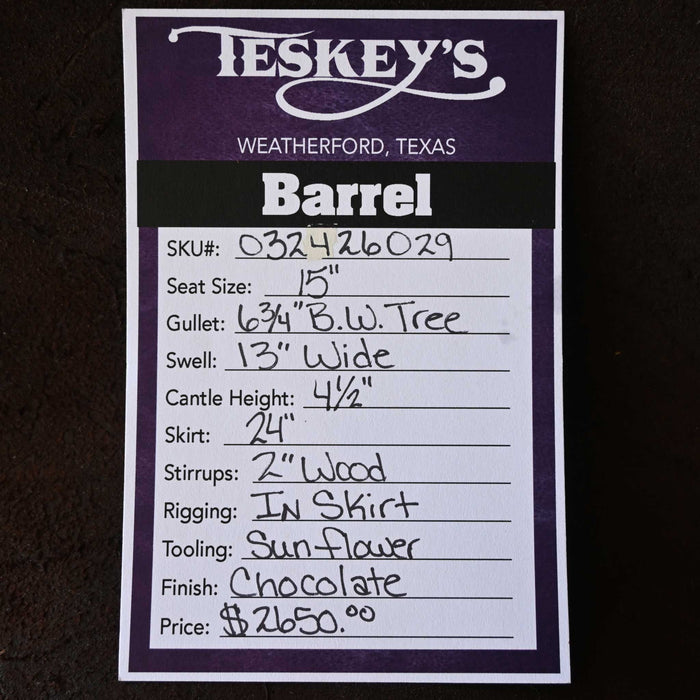 TESKEY'S
WEATHERFORD, TEXAS
Barrel
SKU#: 032426029
Seat Size: 15"
Gullet: 6 3/4" B.W. Tree
Swell: 13" Wide
Cantle Height: 4 1/2"
Skirt: 24"
Stirrups: 2" Wood
Rigging: In Skirt
Tooling: Sunflower
Finish: Chocolate
Price: $2650.00